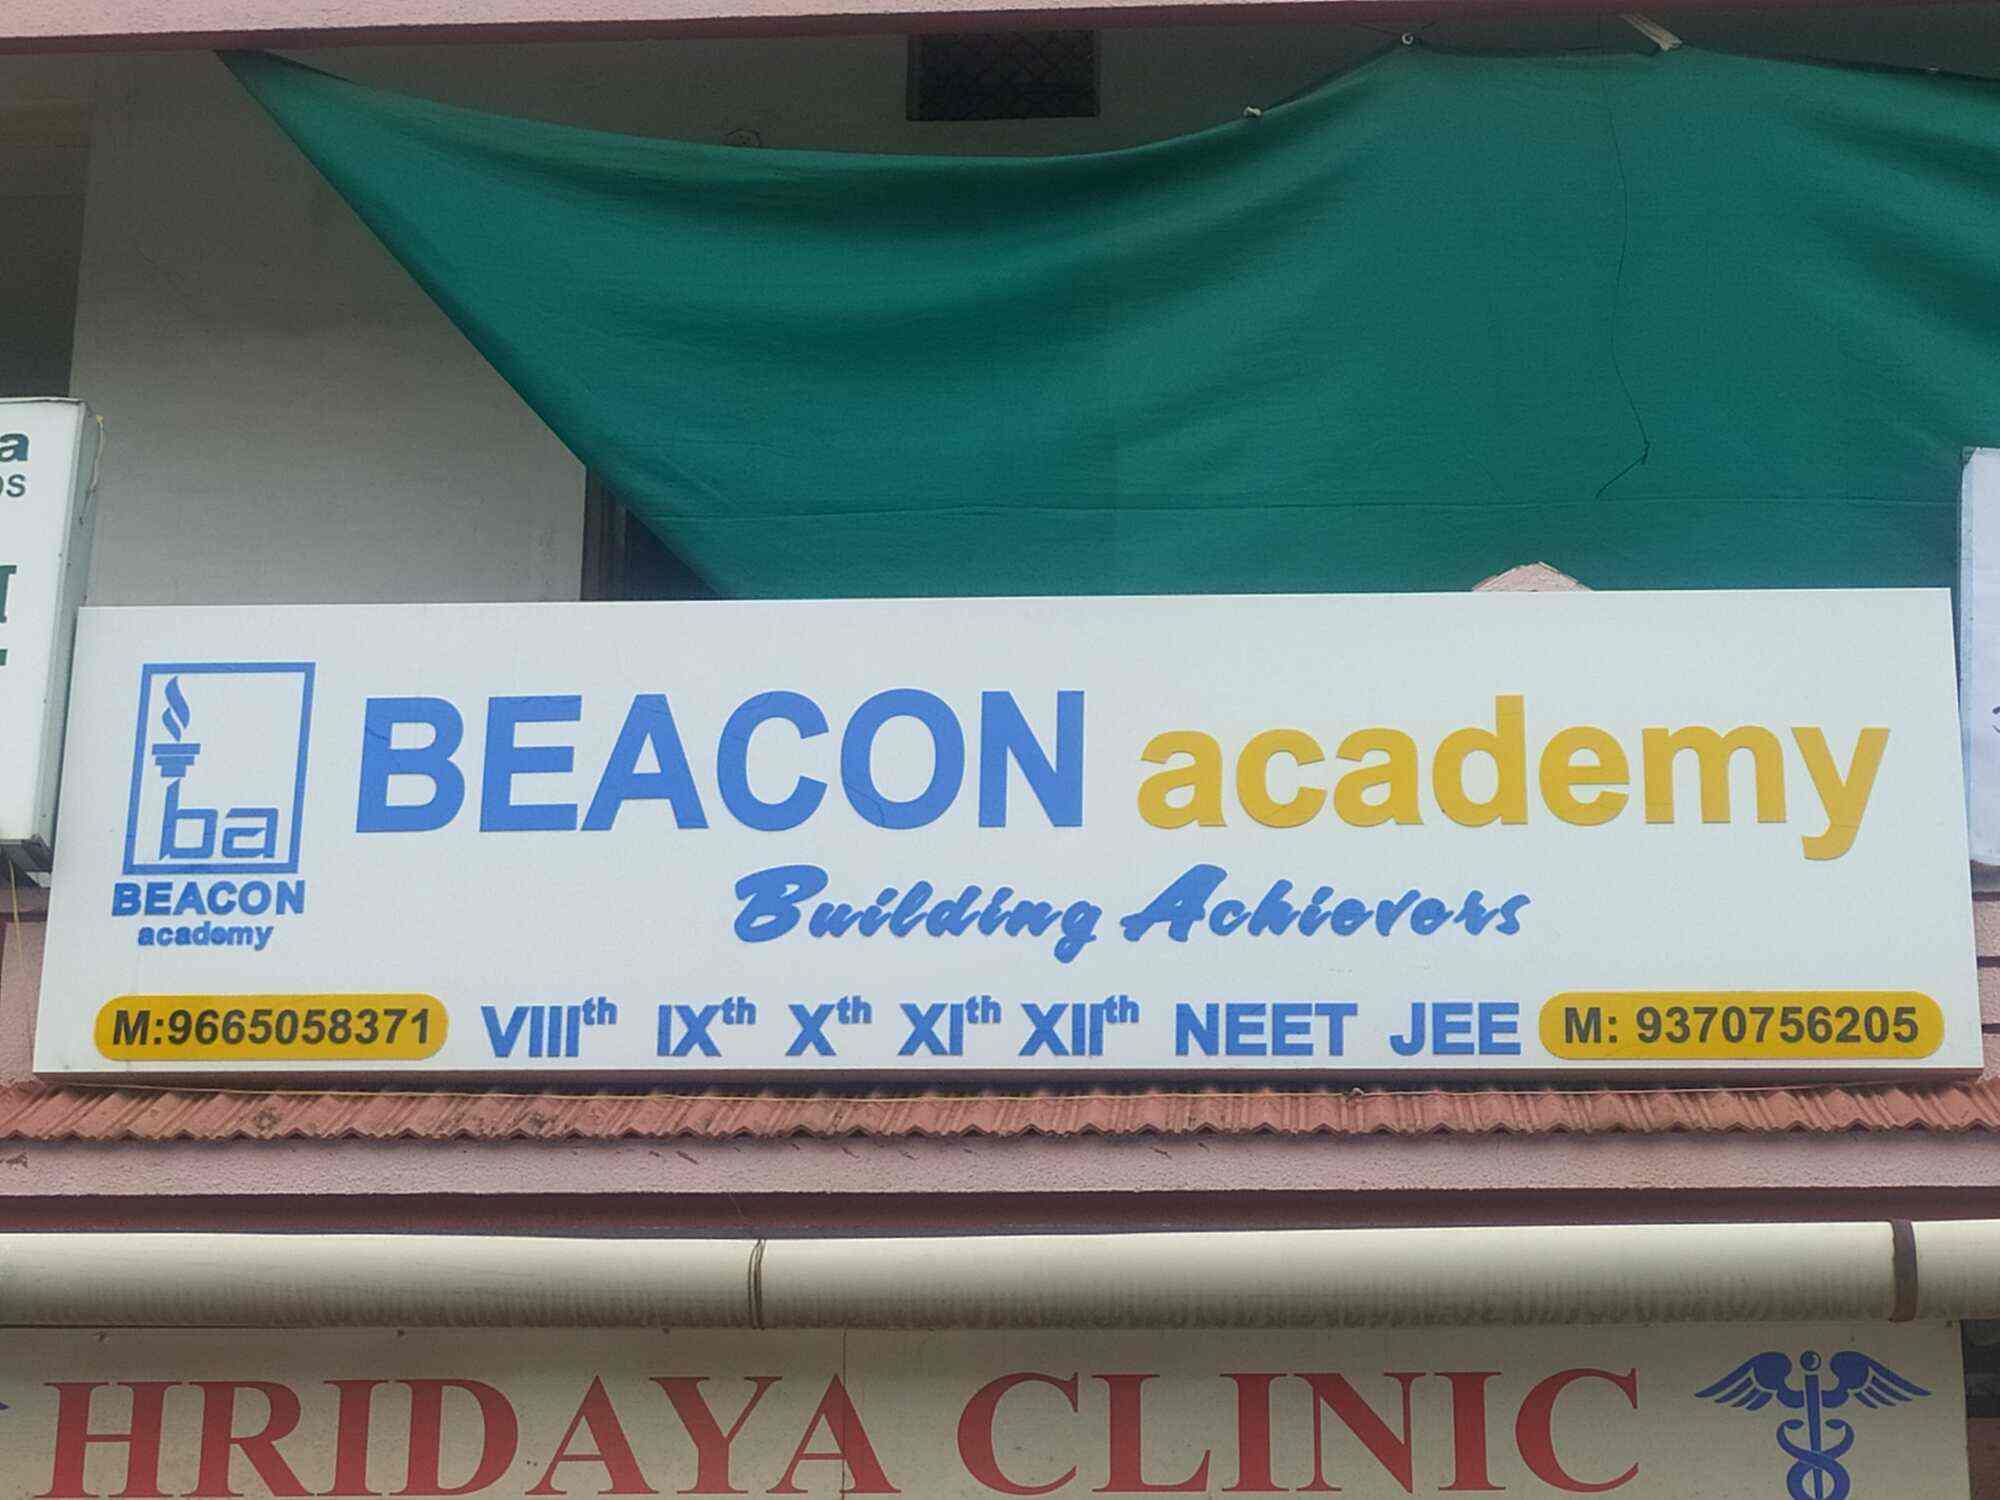 BEACON academy
ba
BEACON
academy
Building Achievers
M:9665058371 VIIIth IXth Xth XIth XIIth NEET JEE M: 9370756205
HRIDAYA CLINIC